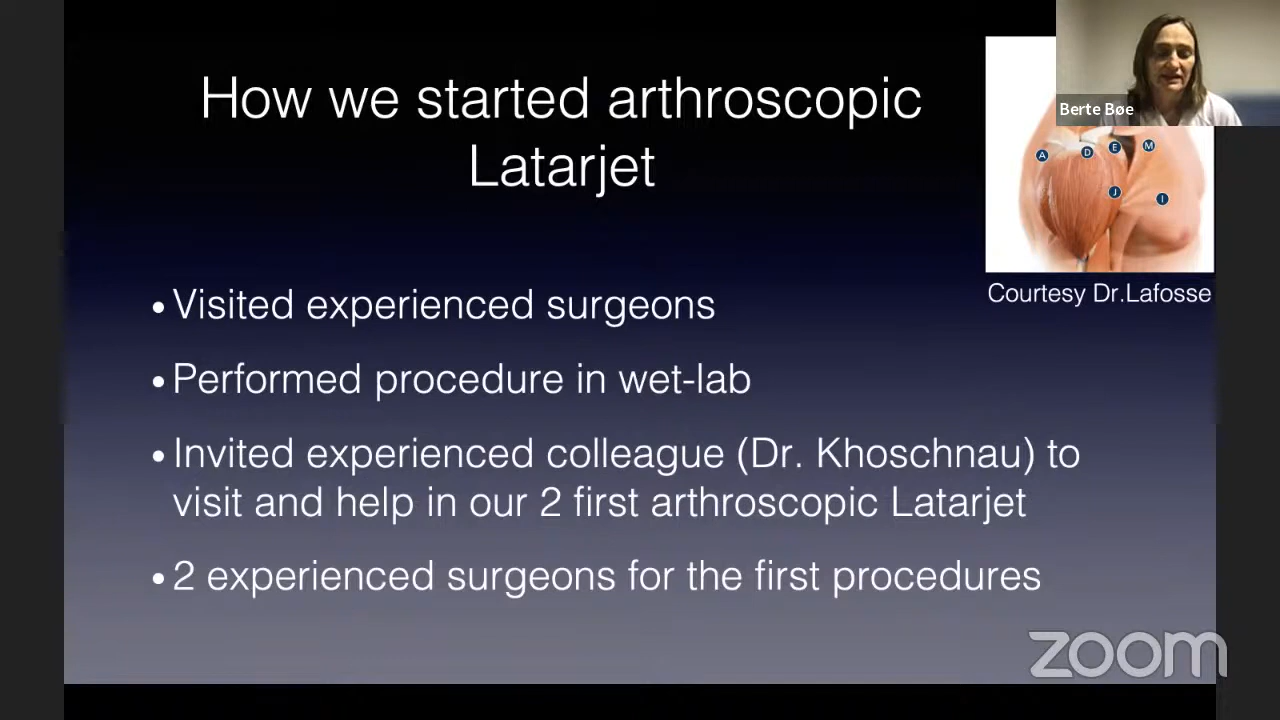 How we started arthroscopic
Latarjet
Berte Bøe
A
D
E
M
J
I
Courtesy Dr.Lafosse
• Visited experienced surgeons
• Performed procedure in wet-lab
• Invited experienced colleague (Dr. Khoschnau) to
visit and help in our 2 first arthroscopic Latarjet
• 2 experienced surgeons for the first procedures
zoom